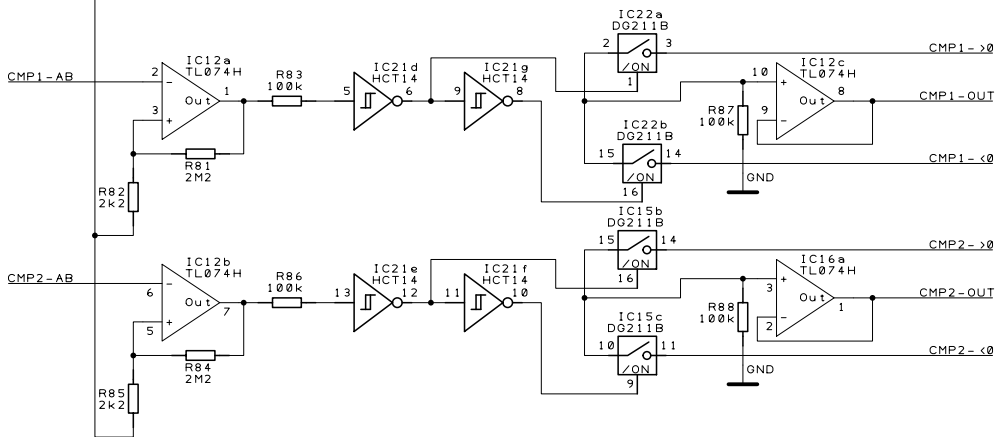 IC22a
DG211B
2
3
/ON
1
CMP1->0
IC12a
TL074H
CMP1-AB
2
-
Out
1
3
+
R83
100k
IC21d
HCT14
5
6
IC21g
HCT14
9
8
IC12c
TL074H
10
+
Out
8
9
-
CMP1-OUT
R87
100k
IC22b
DG211B
15
14
/ON
16
CMP1-<0
R81
2M2
R82
2k2
GND
IC15b
DG211B
15
14
/ON
16
CMP2->0
IC12b
TL074H
CMP2-AB
6
-
Out
7
5
+
R86
100k
IC21e
HCT14
13
12
IC21f
HCT14
11
10
IC16a
TL074H
3
+
Out
1
2
-
CMP2-OUT
R88
100k
IC15c
DG211B
10
11
/ON
9
CMP2-<0
R84
2M2
R85
2k2
GND